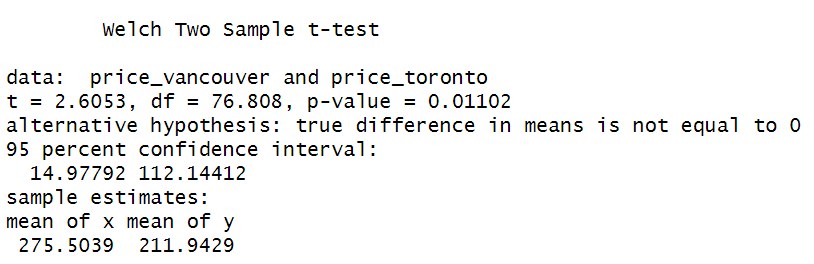 Welch Two Sample t-test
data:  price_vancouver and price_toronto
t = 2.6053, df = 76.808, p-value = 0.01102
alternative hypothesis: true difference in means is not equal to 0
95 percent confidence interval:
14.97792 112.14412
sample estimates:
mean of x mean of y
275.5039  211.9429